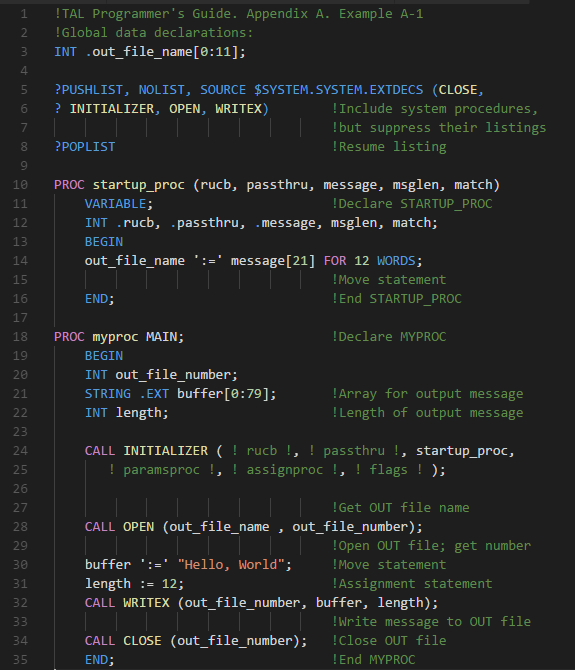 1 !TAL Programmer's Guide. Appendix A. Example A-1
2 !Global data declarations:
3 INT .out_file_name[0:11];
4
5 ?PUSHLIST, NOLIST, SOURCE $SYSTEM.SYSTEM.EXTDECS (CLOSE,
6 ? INITIALIZER, OPEN, WRITEX) !Include system procedures,
7 !but suppress their listings
8 ?POPLIST !Resume listing
9
10 PROC startup_proc (rucb, passthru, message, msglen, match)
11 VARIABLE; !Declare STARTUP_PROC
12 INT .rucb, .passthru, .message, msglen, match;
13 BEGIN
14 out_file_name ':=' message[21] FOR 12 WORDS;
15 !Move statement
16 END; !End STARTUP_PROC
17
18 PROC myproc MAIN; !Declare MYPROC
19 BEGIN
20 INT out_file_number;
21 STRING .EXT buffer[0:79]; !Array for output message
22 INT length; !Length of output message
23
24 CALL INITIALIZER ( ! rucb !, ! passthru !, startup_proc,
25 ! paramsproc !, ! assignproc !, ! flags ! );
26
27 !Get OUT file name
28 CALL OPEN (out_file_name , out_file_number);
29 !Open OUT file; get number
30 buffer ':=' "Hello, World"; !Move statement
31 length := 12; !Assignment statement
32 CALL WRITEX (out_file_number, buffer, length);
33 !Write message to OUT file
34 CALL CLOSE (out_file_number); !Close OUT file
35 END; !End MYPROC